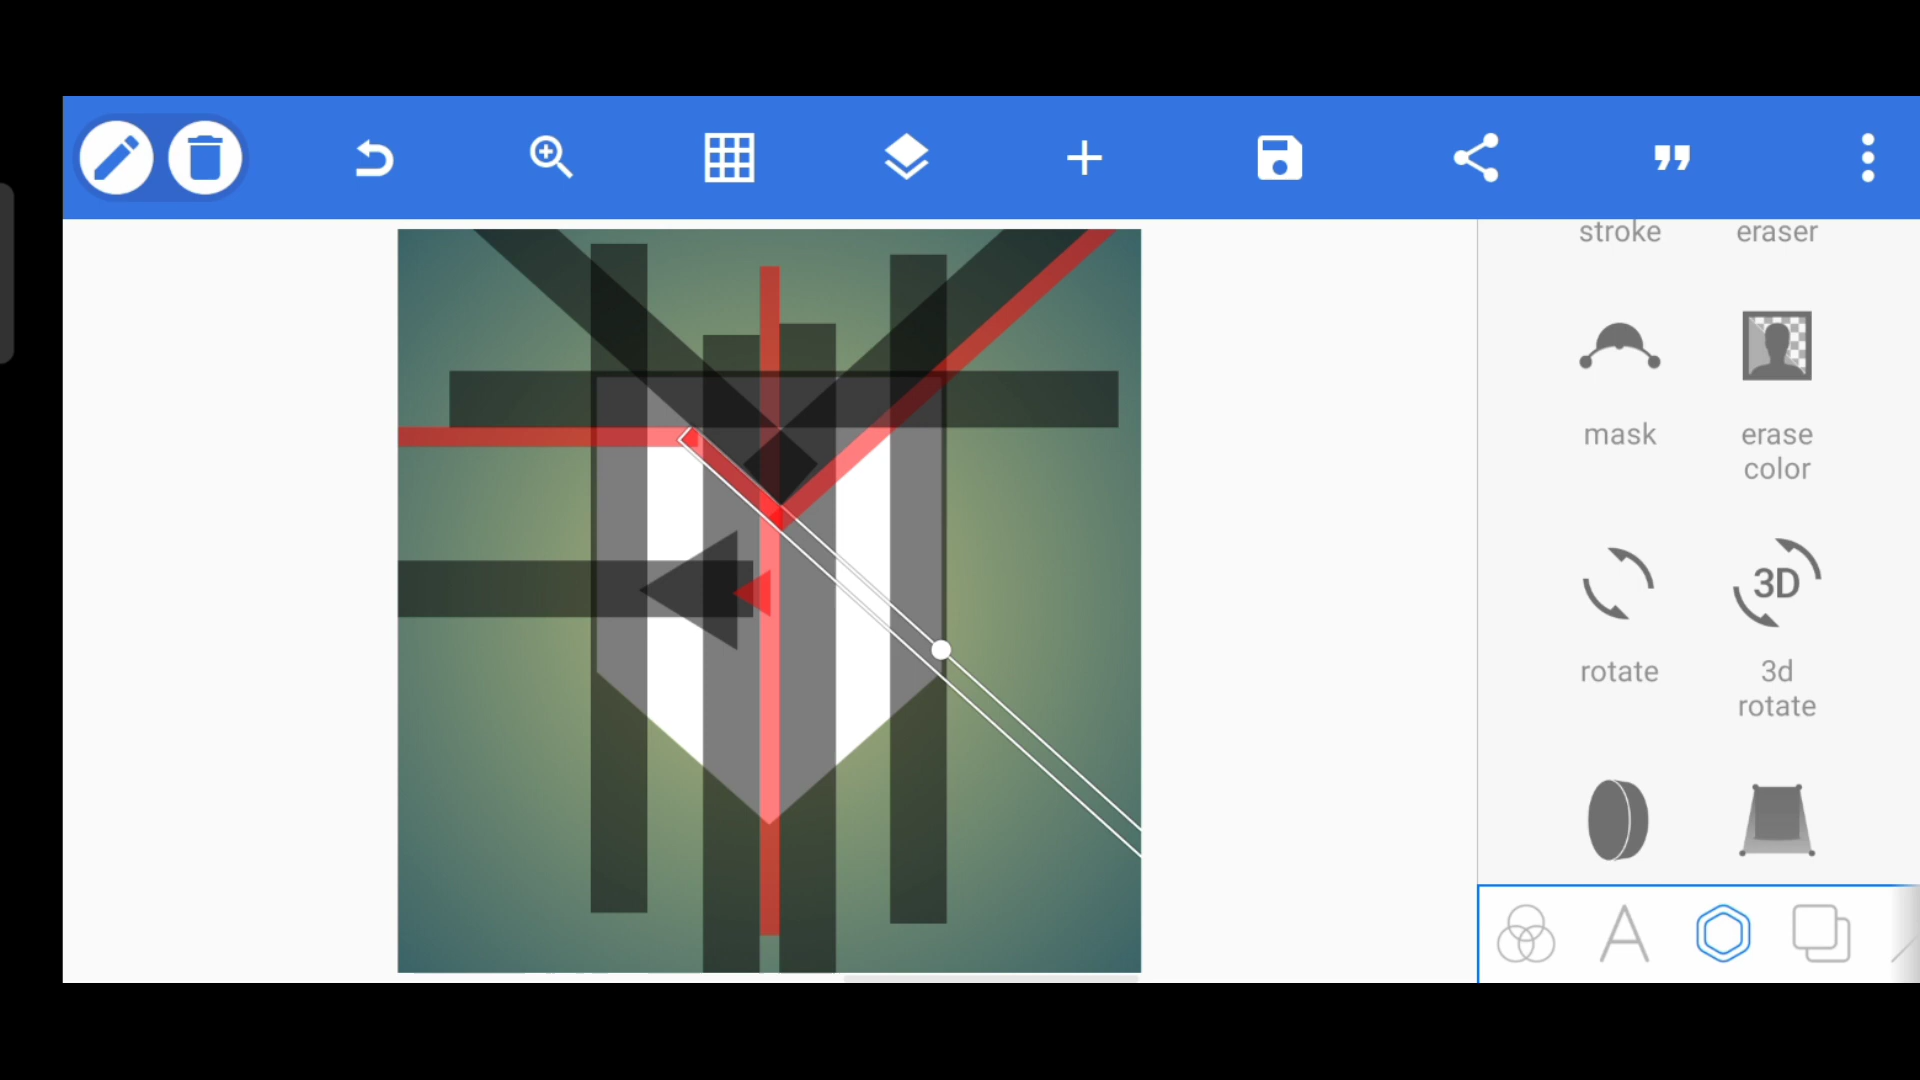 stroke eraser
mask erase
color
3D
rotate 3d
rotate